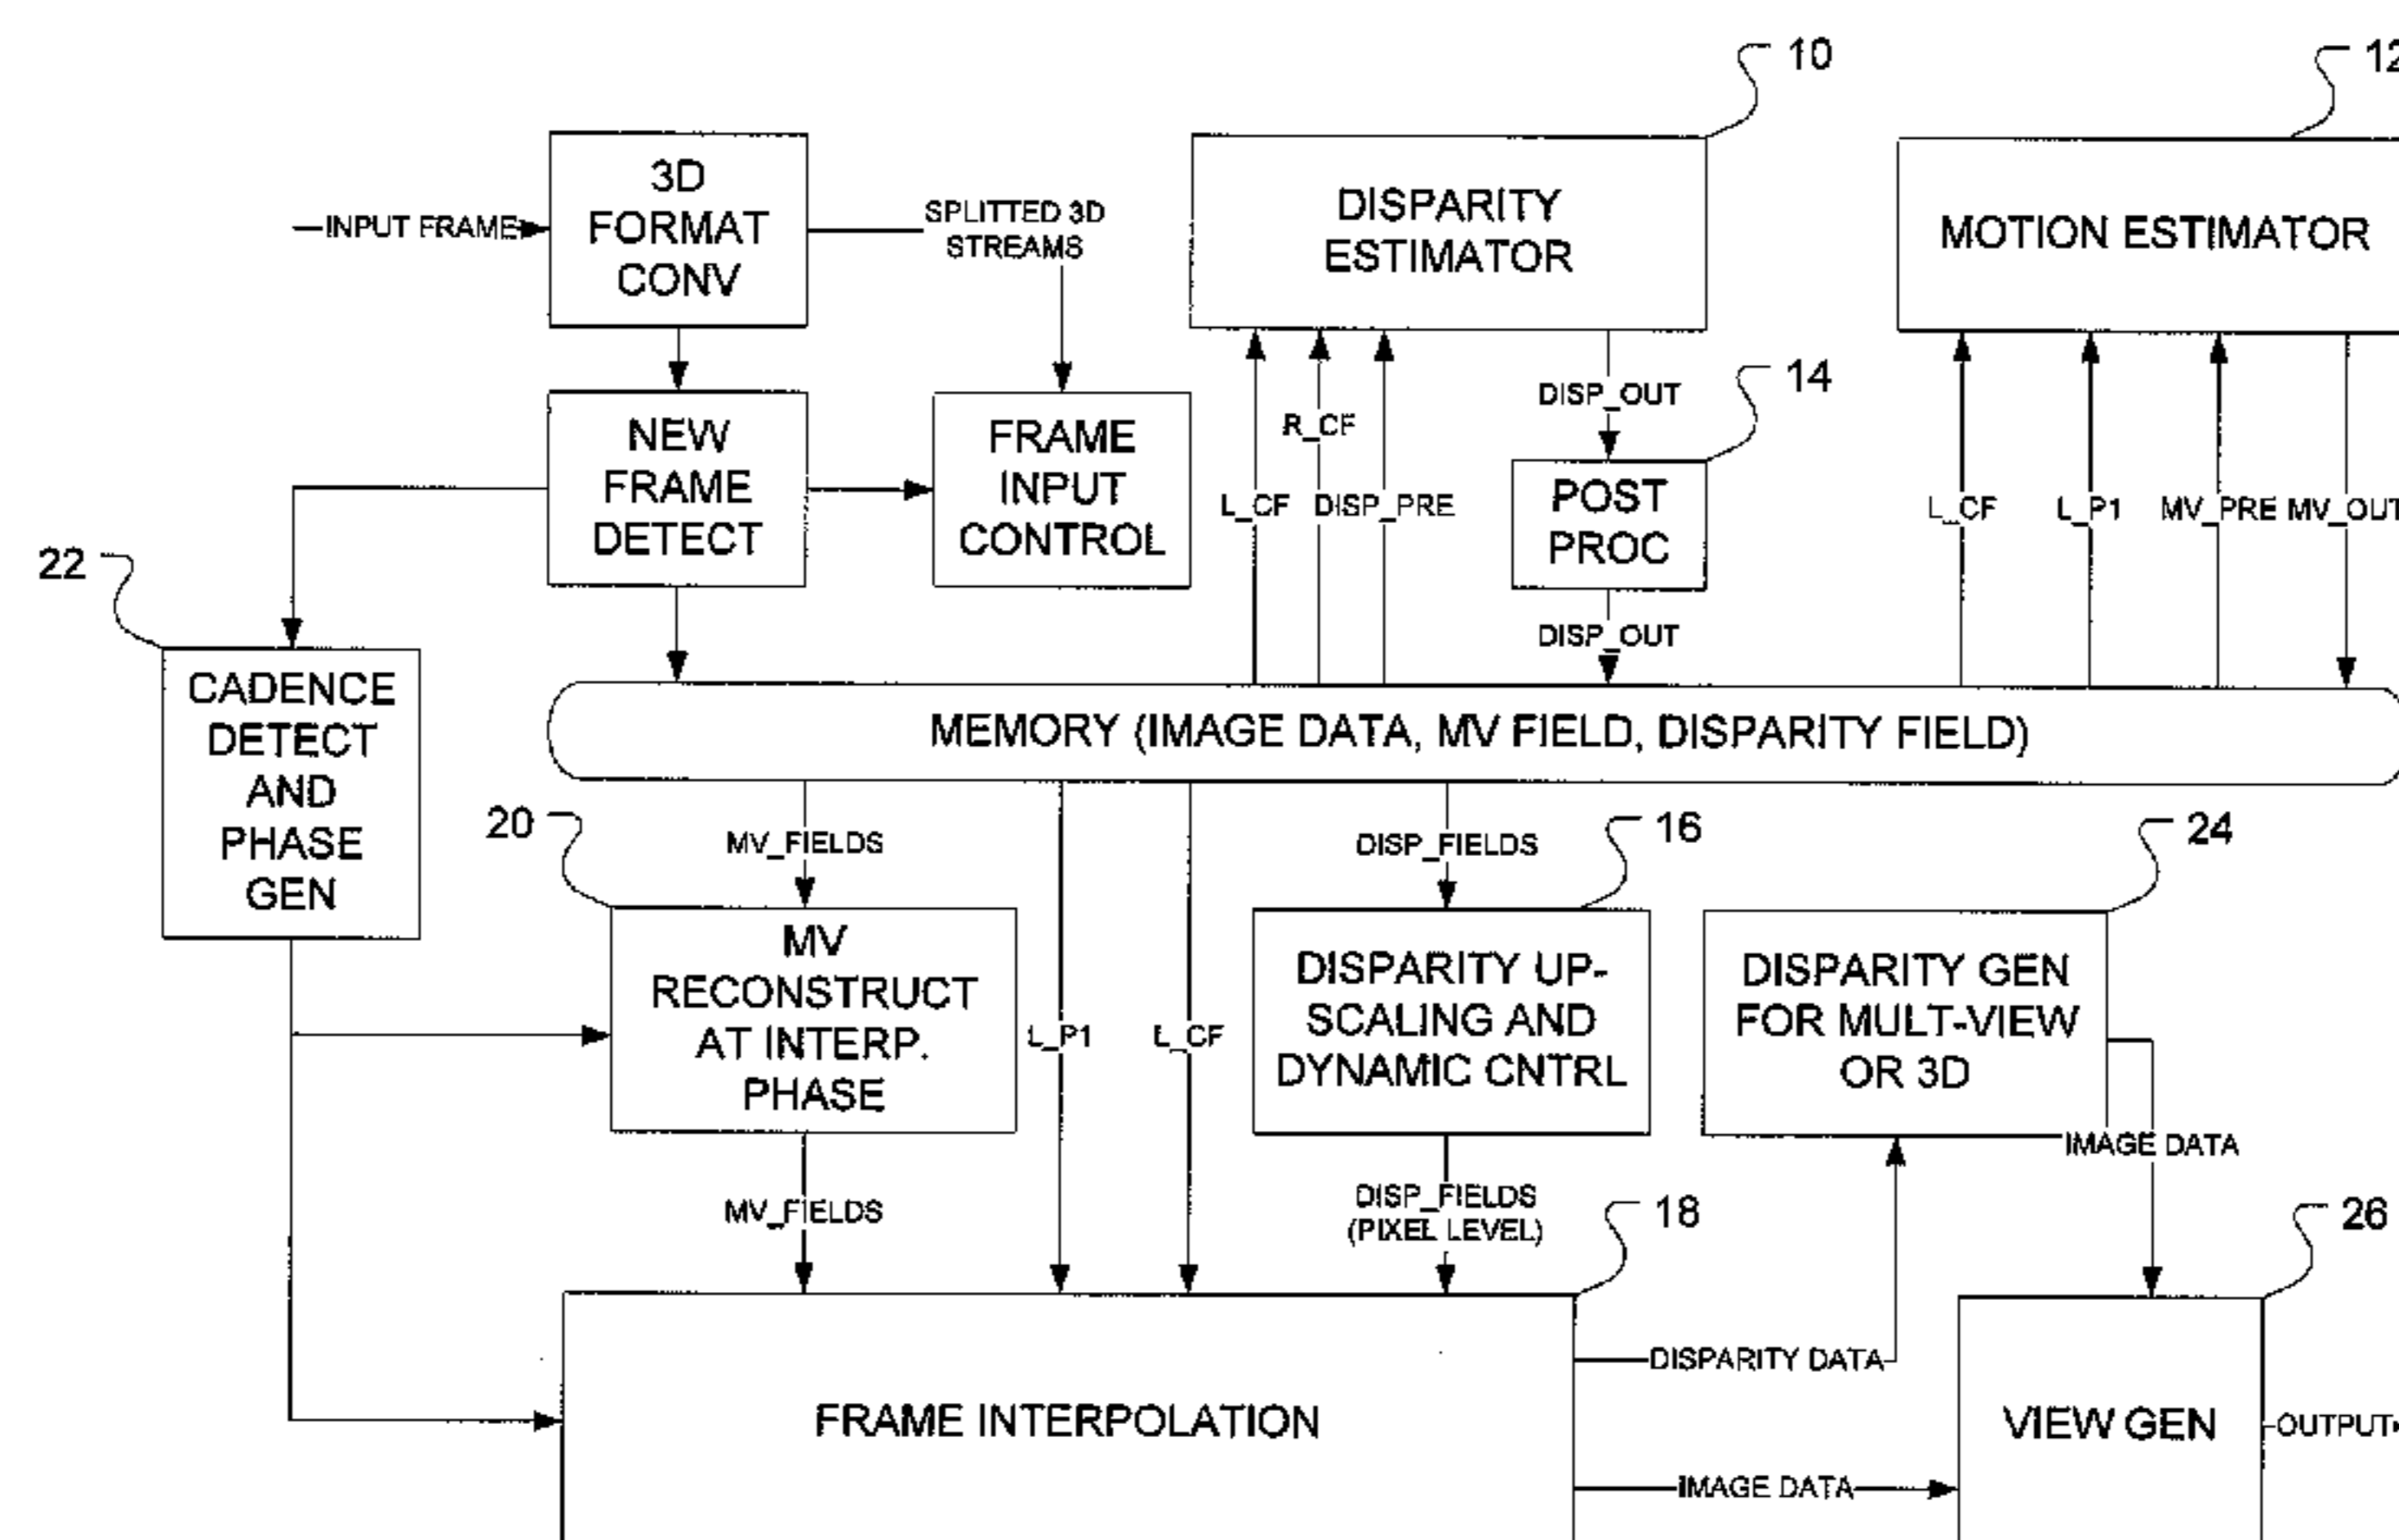 10
12
3D
FORMAT
CONV
INPUT FRAME
SPLITTED 3D
STREAMS
DISPARITY
ESTIMATOR
MOTION ESTIMATOR
NEW
FRAME
DETECT
FRAME
INPUT
CONTROL
L_CF
R_CF
DISP_PRE
DISP_OUT
14
POST
PROC
DISP_OUT
L_CF
L_P1
MV_PRE
MV_OUT
22
CADENCE
DETECT
AND
PHASE
GEN
MEMORY (IMAGE DATA, MV FIELD, DISPARITY FIELD)
MV_FIELDS
20
MV
RECONSTRUCT
AT INTERP.
PHASE
MV_FIELDS
L_P1
L_CF
DISP_FIELDS
16
DISPARITY UP-
SCALING AND
DYNAMIC CNTRL
DISP_FIELDS
(PIXEL LEVEL)
24
DISPARITY GEN
FOR MULT-VIEW
OR 3D
IMAGE DATA
18
26
FRAME INTERPOLATION
DISPARITY DATA
IMAGE DATA
VIEW GEN
OUTPUT